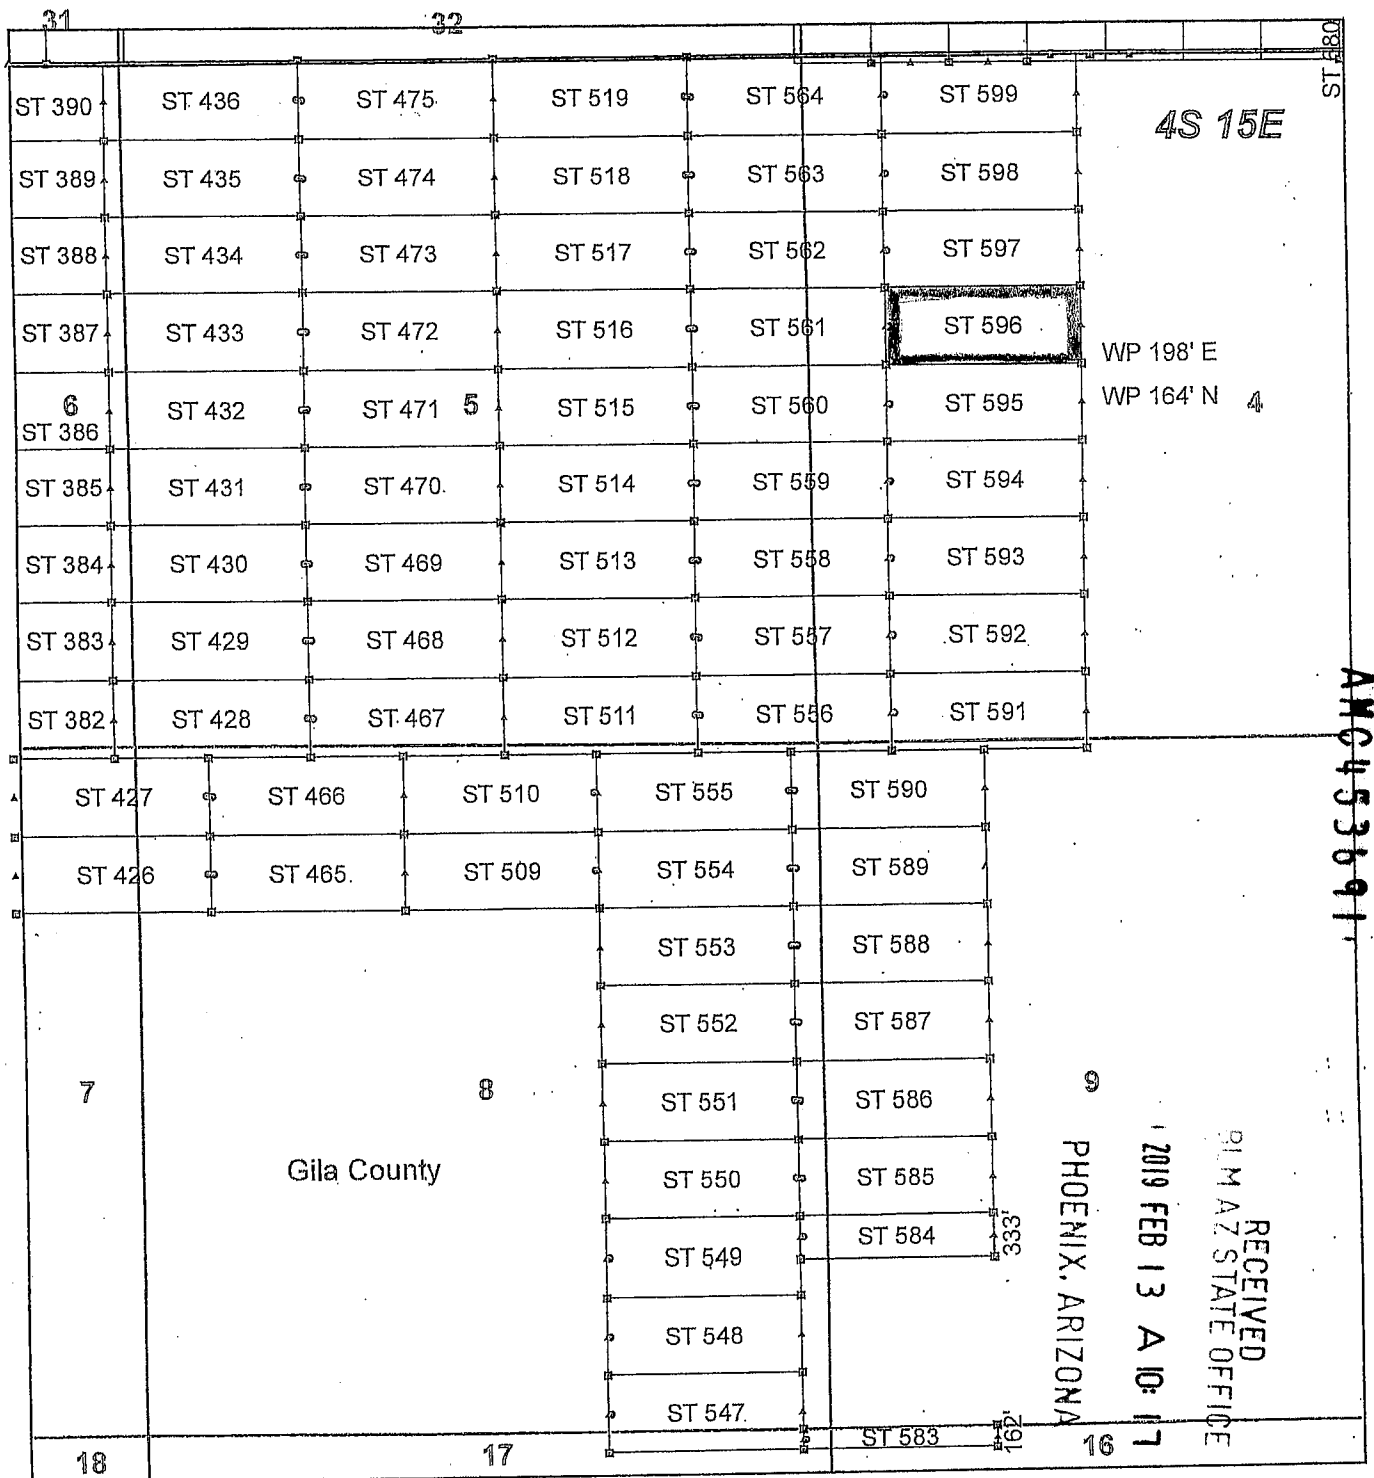 31 32
ST 680
ST 390 ST 436 ST 475 ST 519 ST 564 ST 599
4S 15E
ST 389 ST 435 ST 474 ST 518 ST 563 ST 598
ST 388 ST 434 ST 473 ST 517 ST 562 ST 597
ST 387 ST 433 ST 472 ST 516 ST 561 ST 596
WP 198' E
WP 164' N 4
6
ST 386 ST 432 ST 471 5 ST 515 ST 560 ST 595
ST 385 ST 431 ST 470 ST 514 ST 559 ST 594
ST 384 ST 430 ST 469 ST 513 ST 558 ST 593
ST 383 ST 429 ST 468 ST 512 ST 557 ST 592
ST 382 ST 428 ST 467 ST 511 ST 556 ST 591
AMC453691
ST 427 ST 466 ST 510 ST 555 ST 590
ST 426 ST 465 ST 509 ST 554 ST 589
ST 553 ST 588
ST 552 ST 587
7 8 9
ST 551 ST 586
Gila County
ST 550 ST 585
ST 549 ST 584 333'
ST 548
ST 547
ST 583 162'
18 17 16
RECEIVED
BLM AZ STATE OFFICE
2019 FEB 13 A 10: 17
PHOENIX, ARIZONA